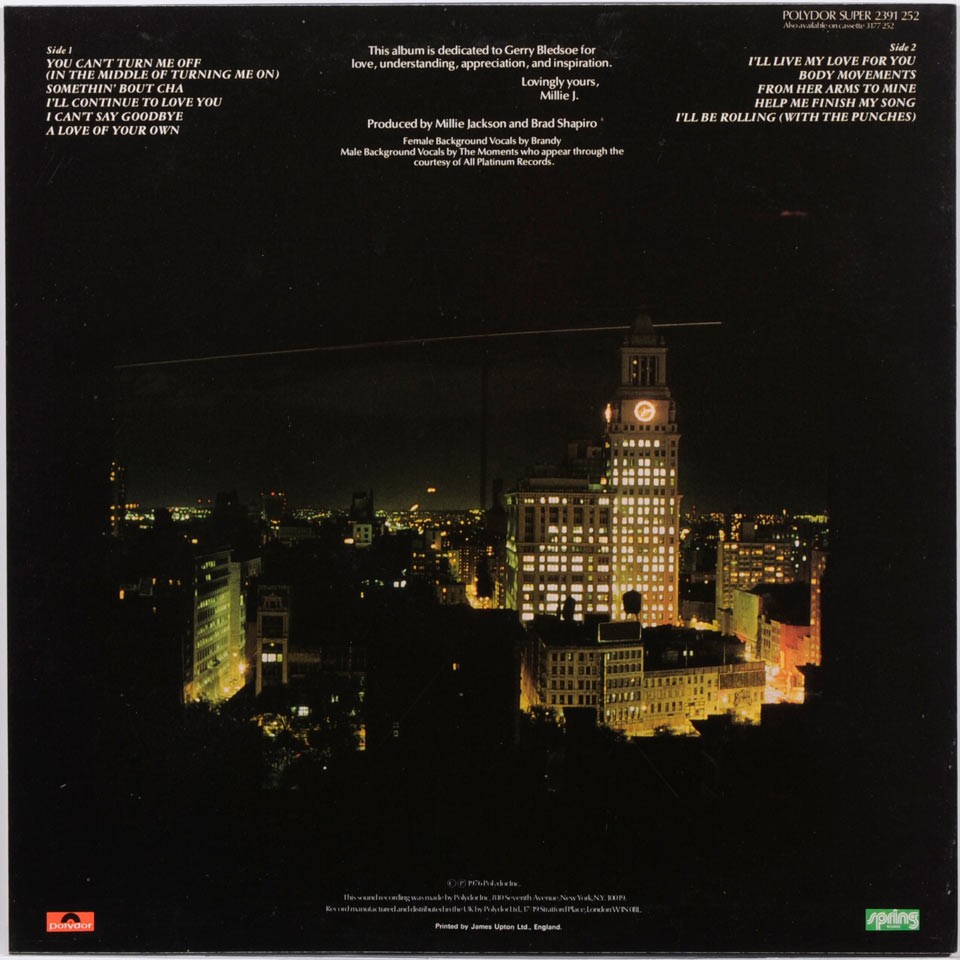 POLYDOR SUPER 2391 252
Also available on cassette 3177 252
Side 1
YOU CAN'T TURN ME OFF
(IN THE MIDDLE OF TURNING ME ON)
SOMETHIN' BOUT CHA
I'LL CONTINUE TO LOVE YOU
I CAN'T SAY GOODBYE
A LOVE OF YOUR OWN
This album is dedicated to Gerry Bledsoe for
love, understanding, appreciation, and inspiration.
Lovingly yours,
Millie J.
Produced by Millie Jackson and Brad Shapiro
Female Background Vocals by Brandy
Male Background Vocals by The Moments who appear through the
courtesy of All Platinum Records.
Side 2
I'LL LIVE MY LOVE FOR YOU
BODY MOVEMENTS
FROM HER ARMS TO MINE
HELP ME FINISH MY SONG
I'LL BE ROLLING (WITH THE PUNCHES)
© ℗ 1976 Polydor Inc.
This sound recording was made by Polydor Inc. 810 Seventh Avenue, New York, N.Y. 10019.
Record manufactured and distributed in the UK by Polydor Ltd., 17-19 Stratford Place, London W1N 0BL.
Printed by James Upton Ltd., England.
polydor
spring
RECORDS